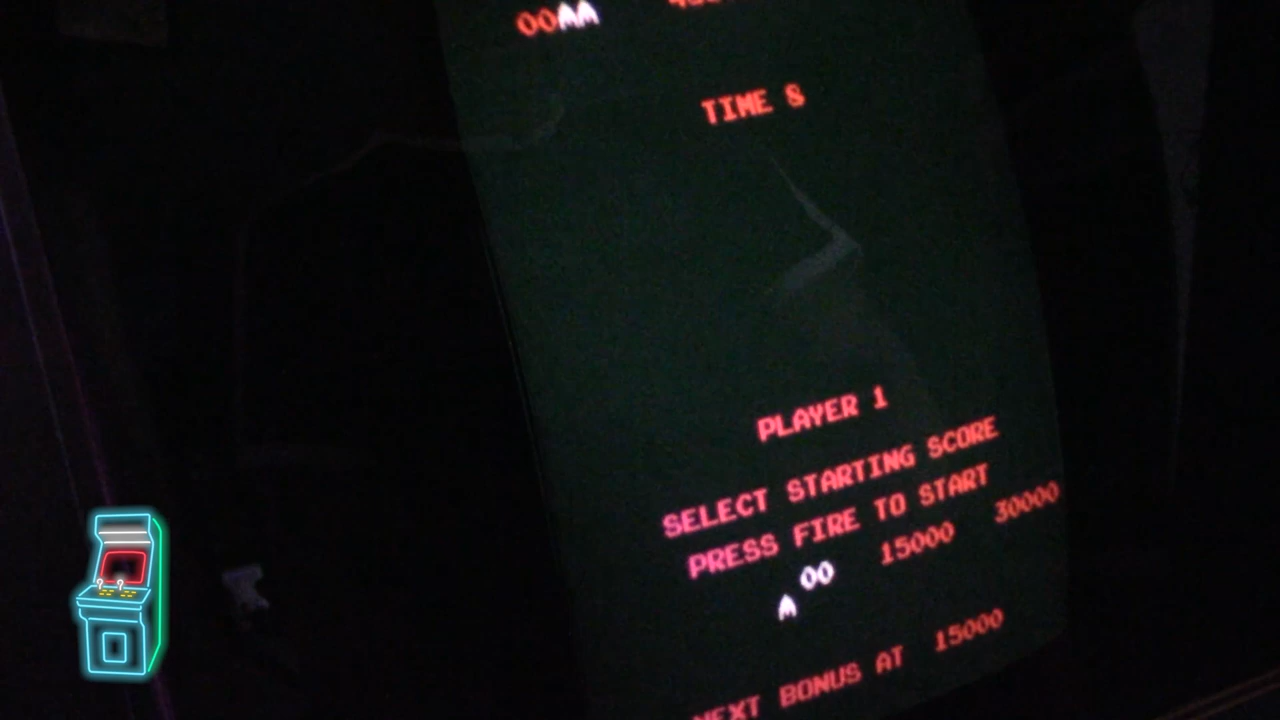 00
TIME 8
PLAYER 1
SELECT STARTING SCORE
PRESS FIRE TO START
00 15000 30000
NEXT BONUS AT 15000